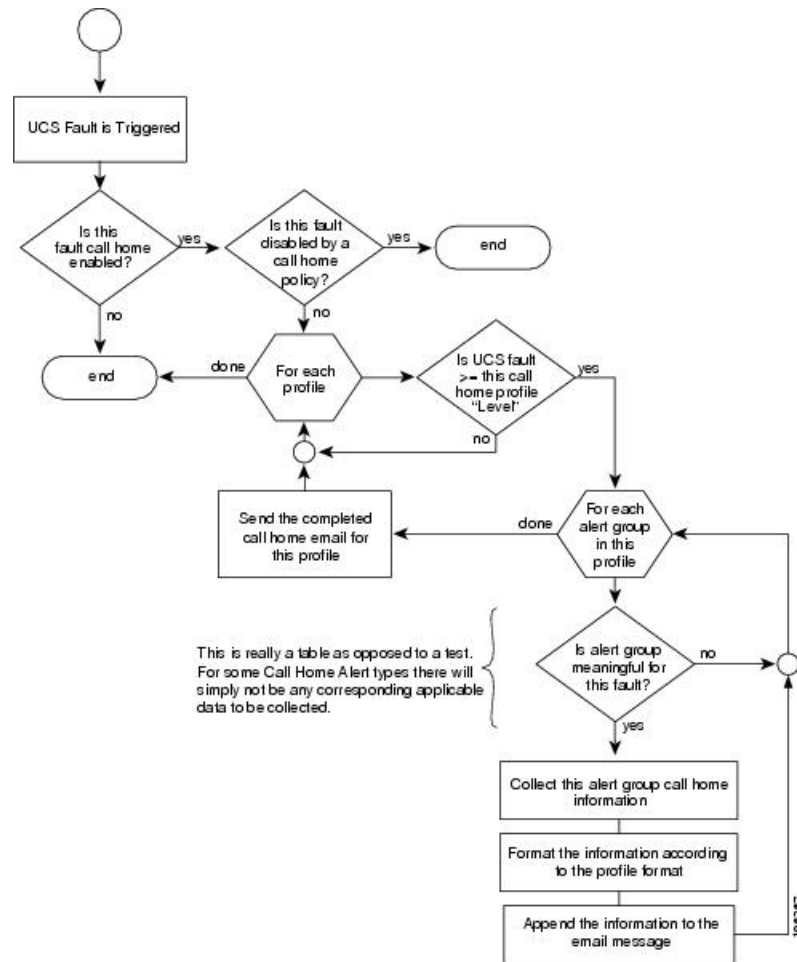 UCS Fault is Triggered
Is this
fault call home
enabled?
yes
Is this fault
disabled by a
call home
policy?
yes
end
no
no
end
done
For each
profile
Is UCS fault
>= this call
home profile
"Level"
yes
no
Send the completed
call home email for
this profile
done
For each
alert group
in this
profile
This is really a table as opposed to a test.
For some Call Home Alert types there will
simply not be any corresponding applicable
data to be collected.
Is alert group
meaningful for
this fault?
no
yes
Collect this alert group call home
information
Format the information according
to the profile format
Append the information to the
email message